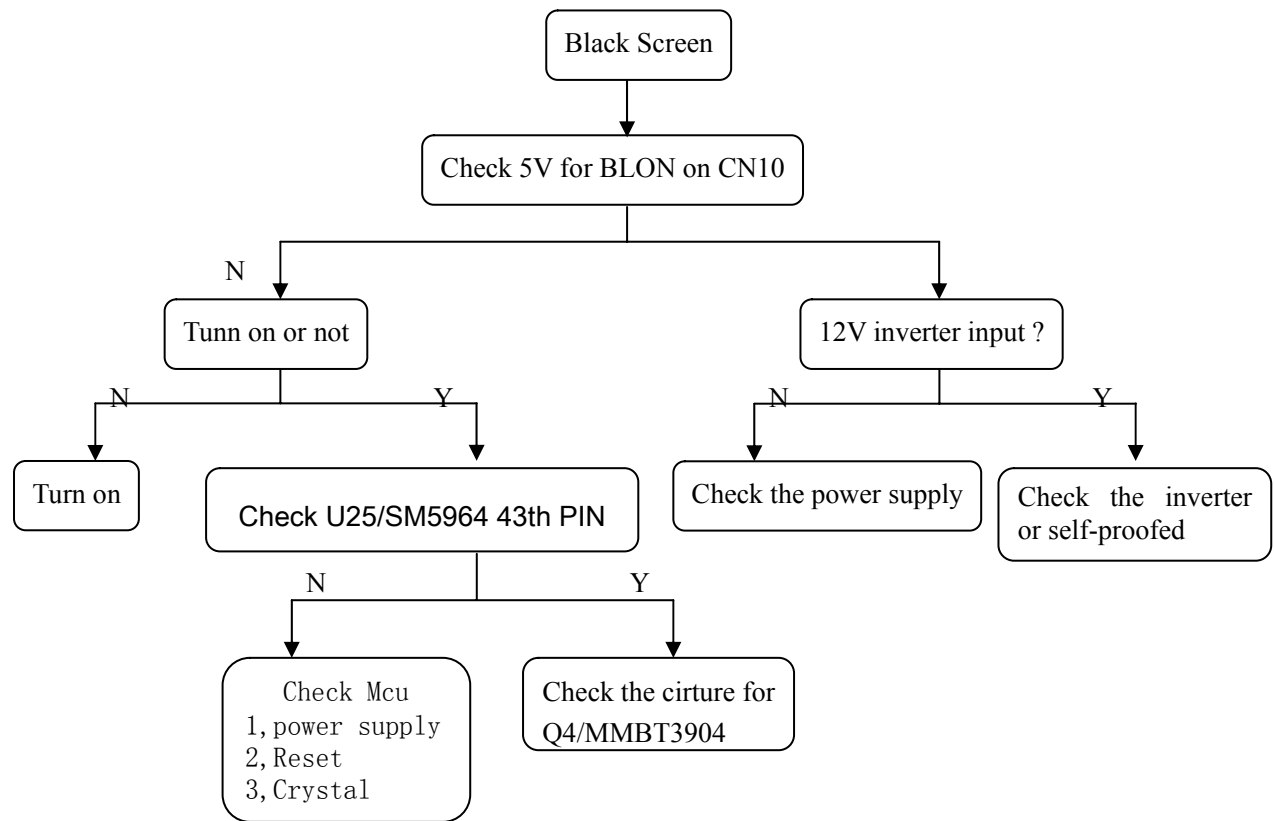 Black Screen
Check 5V for BLON on CN10
N
Tunn on or not
12V inverter input ?
N
Y
N
Y
Turn on
Check U25/SM5964 43th PIN
Check the power supply
Check the inverter
or self-proofed
N
Y
Check Mcu
1,power supply
2,Reset
3,Crystal
Check the cirture for
Q4/MMBT3904